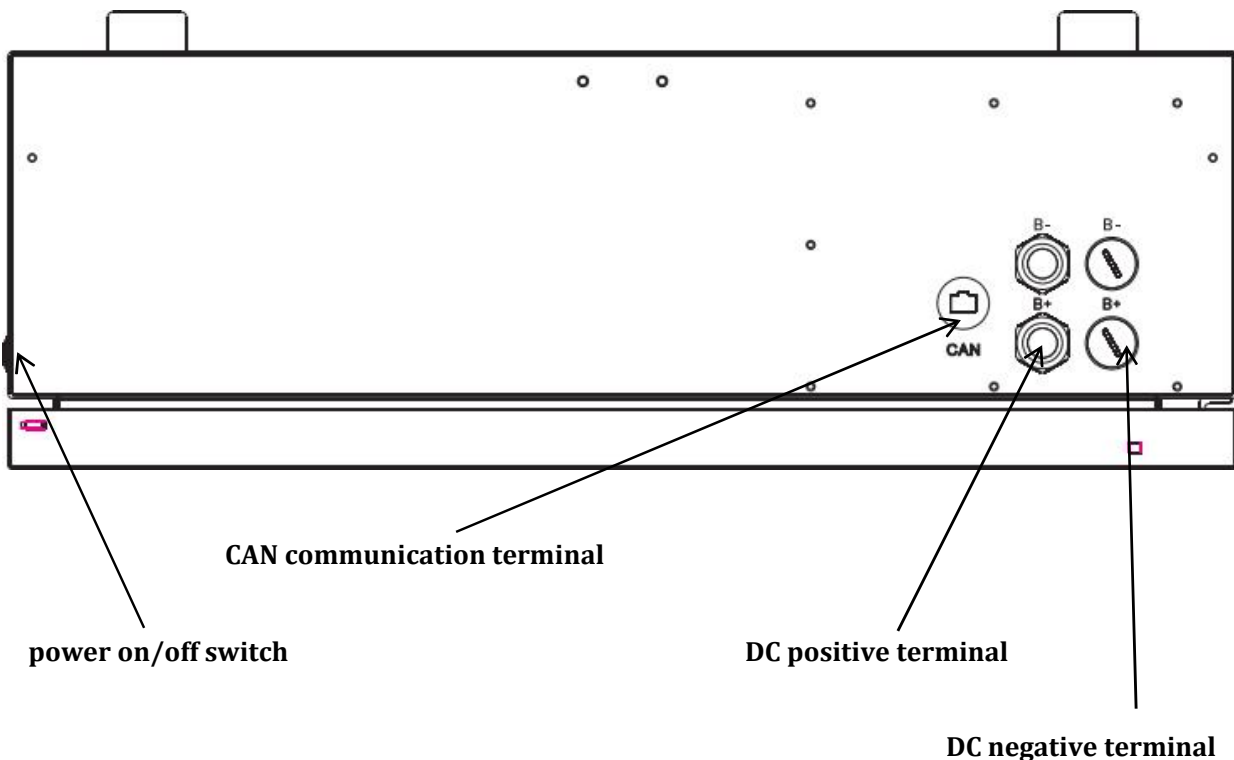 B-
B-
B+
B+
CAN
CAN communication terminal
power on/off switch
DC positive terminal
DC negative terminal